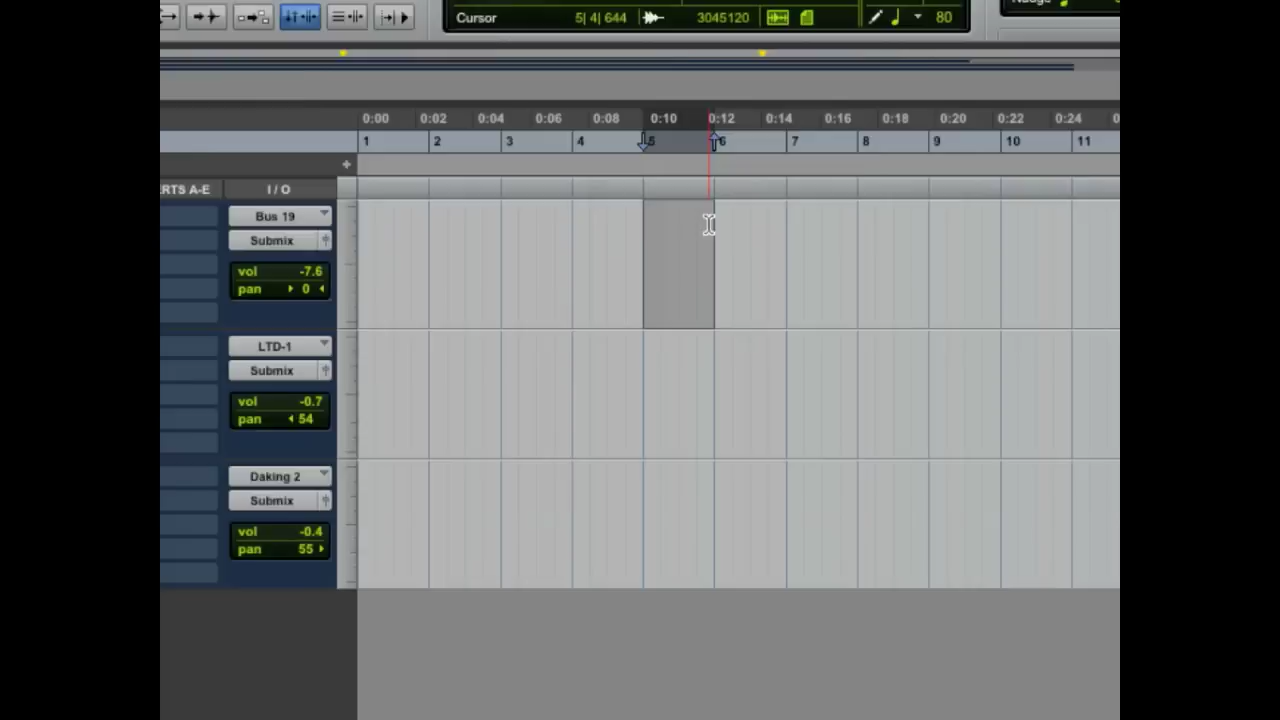 Cursor 5| 4| 644 3045120 80
0:00 0:02 0:04 0:06 0:08 0:10 0:12 0:14 0:16 0:18 0:20 0:22 0:24
1 2 3 4 5 6 7 8 9 10 11
+
RTS A-E I / O
Bus 19
Submix
vol -7.6
pan 0
LTD-1
Submix
vol -0.7
pan 54
Daking 2
Submix
vol -0.4
pan 55